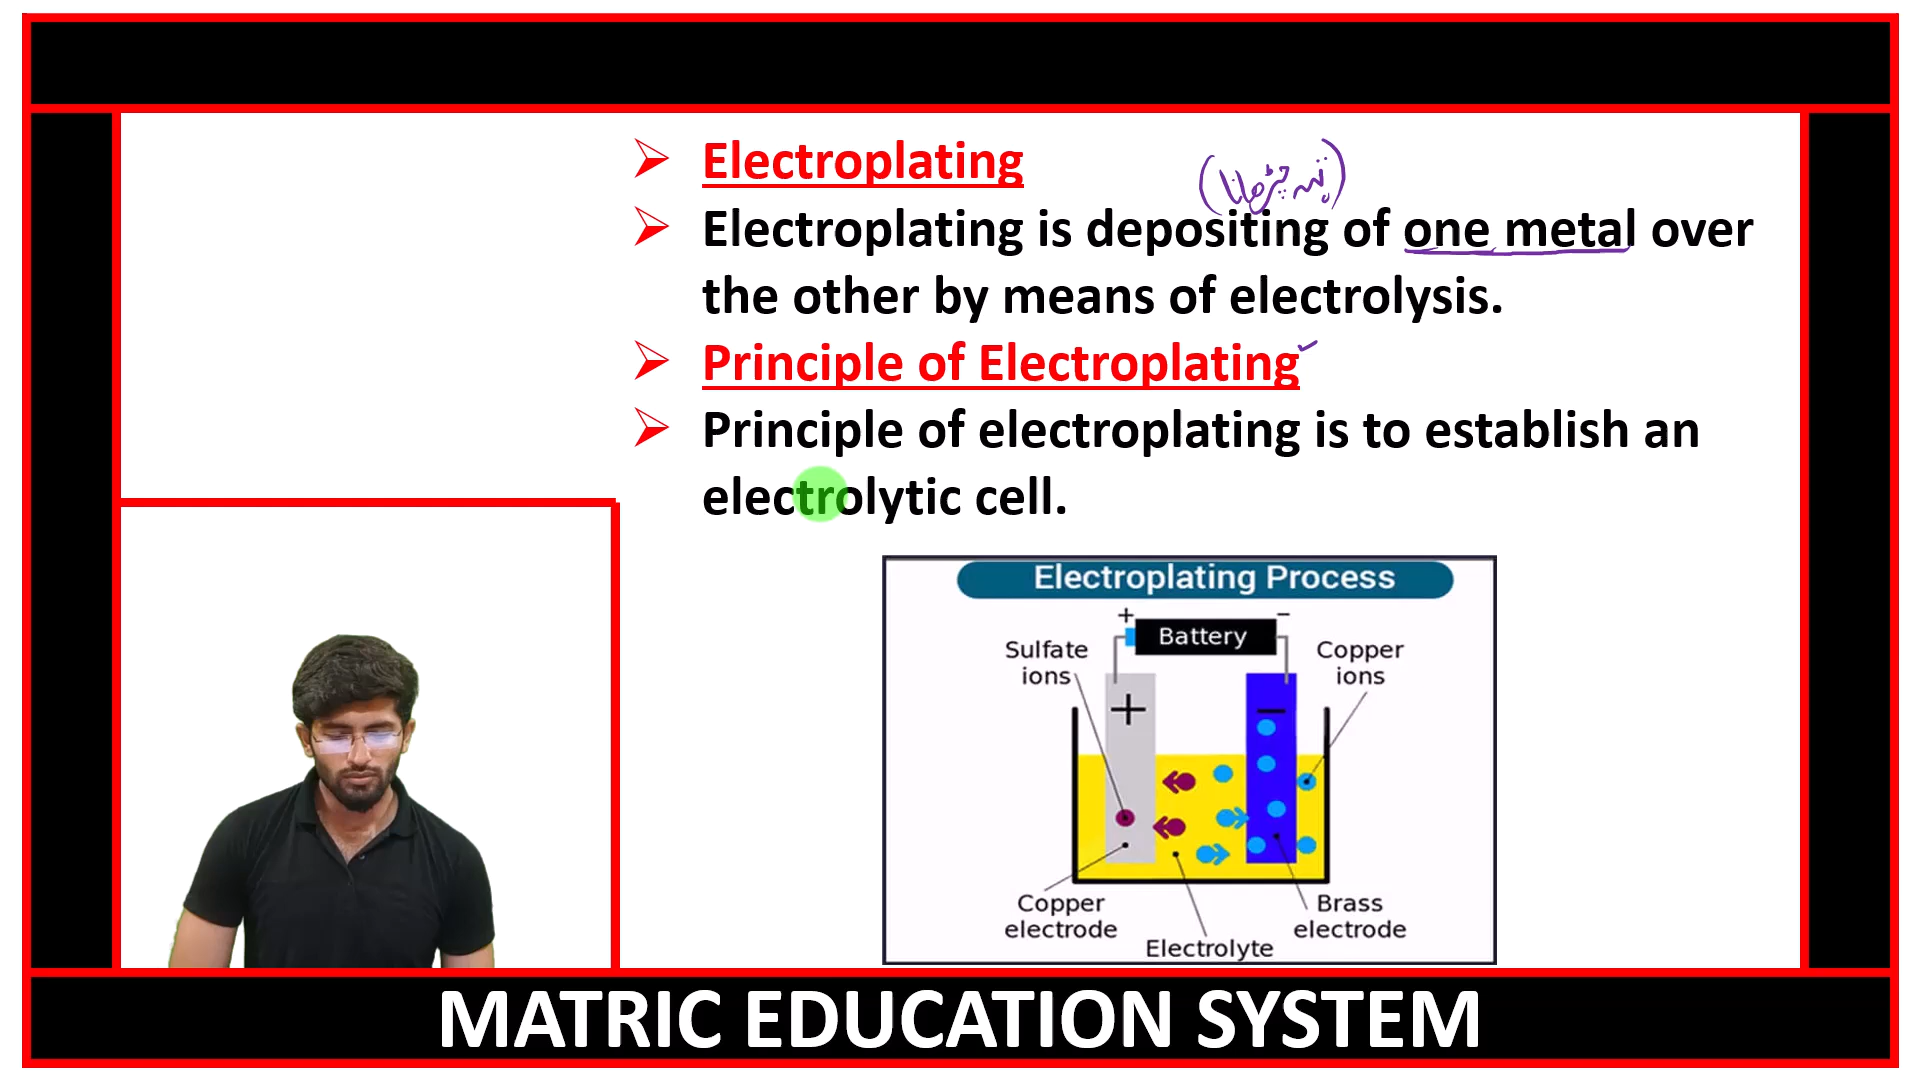 Electroplating
(تہہ چڑھانا)
Electroplating is depositing of one metal over
the other by means of electrolysis.
Principle of Electroplating
Principle of electroplating is to establish an
electrolytic cell.
Electroplating Process
+ −
Battery
Sulfate
ions
Copper
ions
+ −
Copper
electrode
Brass
electrode
Electrolyte
MATRIC EDUCATION SYSTEM